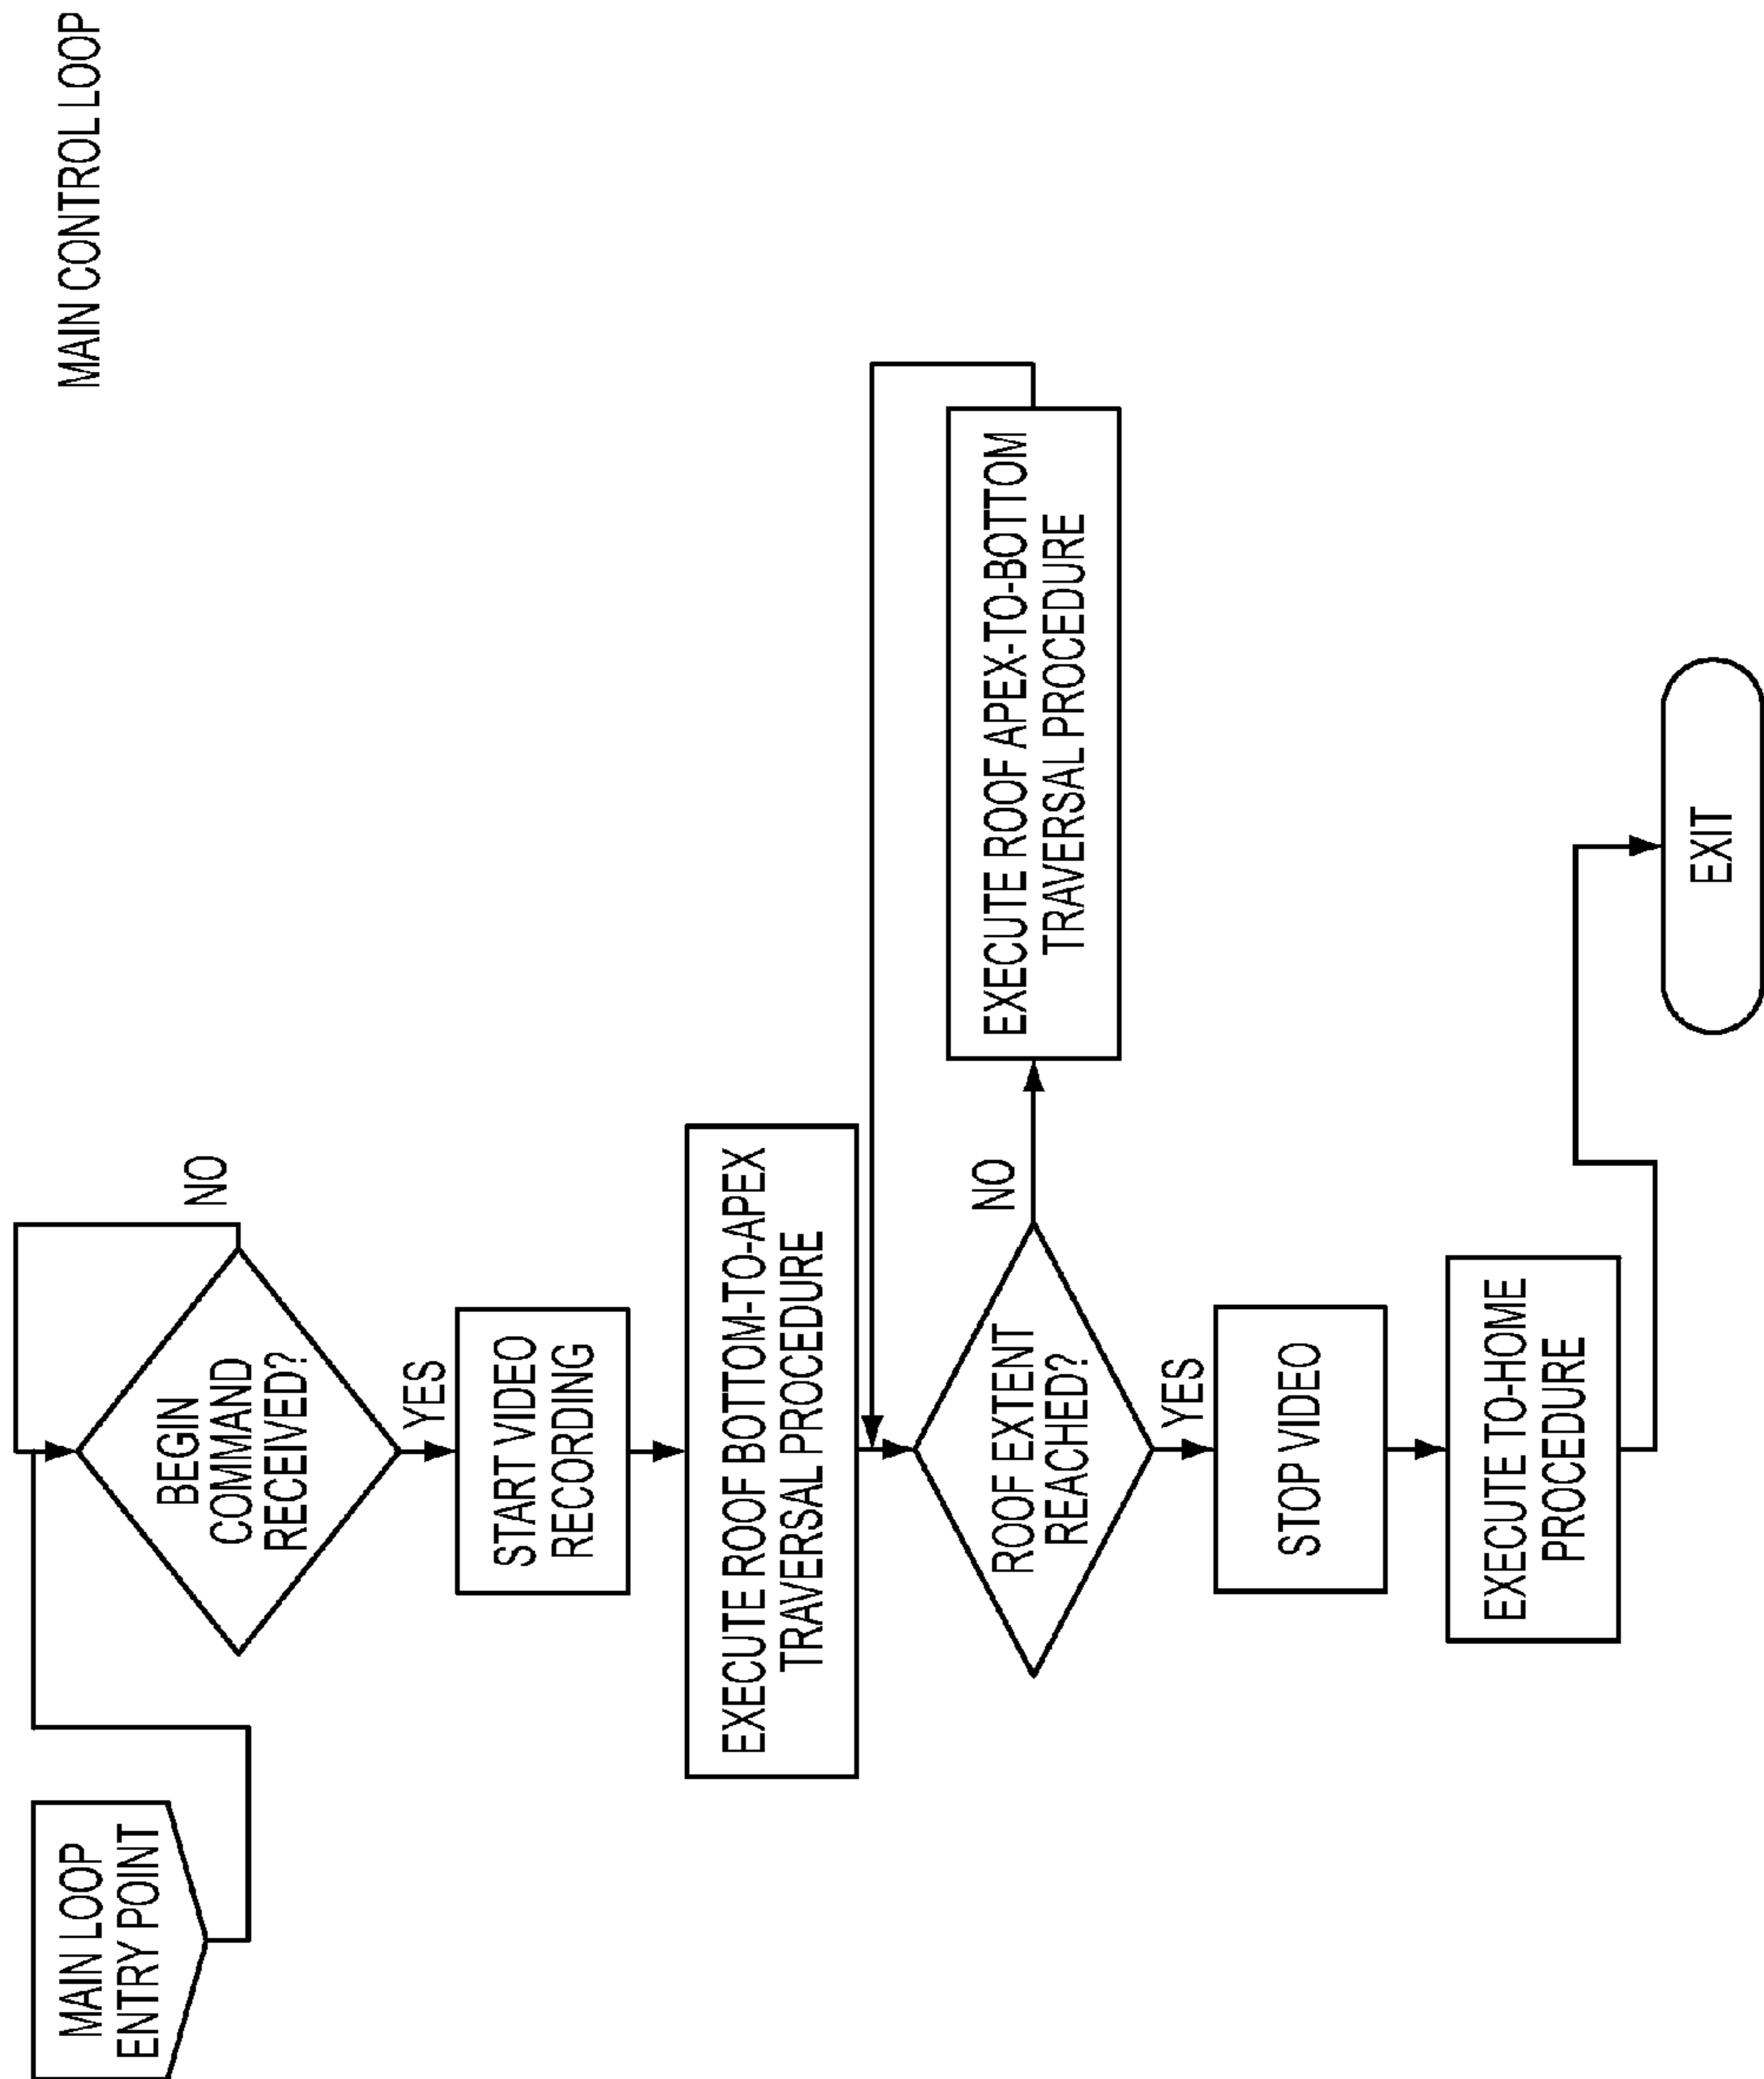 MAIN CONTROL LOOP
MAIN LOOP
ENTRY POINT
BEGIN
COMMAND
RECEIVED?
NO
YES
START VIDEO
RECORDING
EXECUTE ROOF BOTTOM-TO-APEX
TRAVERSAL PROCEDURE
ROOF EXTENT
REACHED?
NO
EXECUTE ROOF APEX-TO-BOTTOM
TRAVERSAL PROCEDURE
YES
STOP VIDEO
EXECUTE TO-HOME
PROCEDURE
EXIT